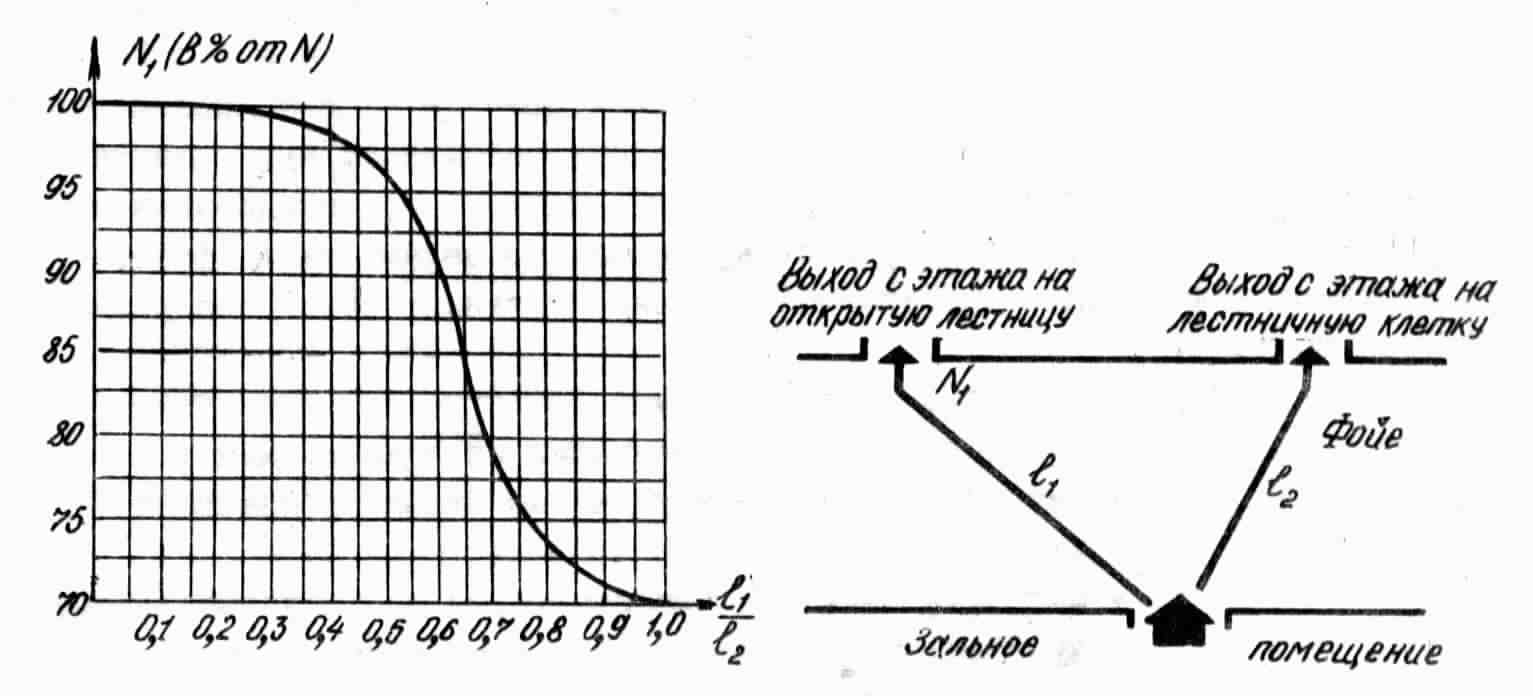 N₁ (в % от N)
100
95
90
85
80
75
70
0,1 0,2 0,3 0,4 0,5 0,6 0,7 0,8 0,9 1,0
ℓ₁
ℓ₂
Выход с этажа на
открытую лестницу
Выход с этажа на
лестничную клетку
N₁
Фойе
ℓ₁
ℓ₂
Зальное помещение